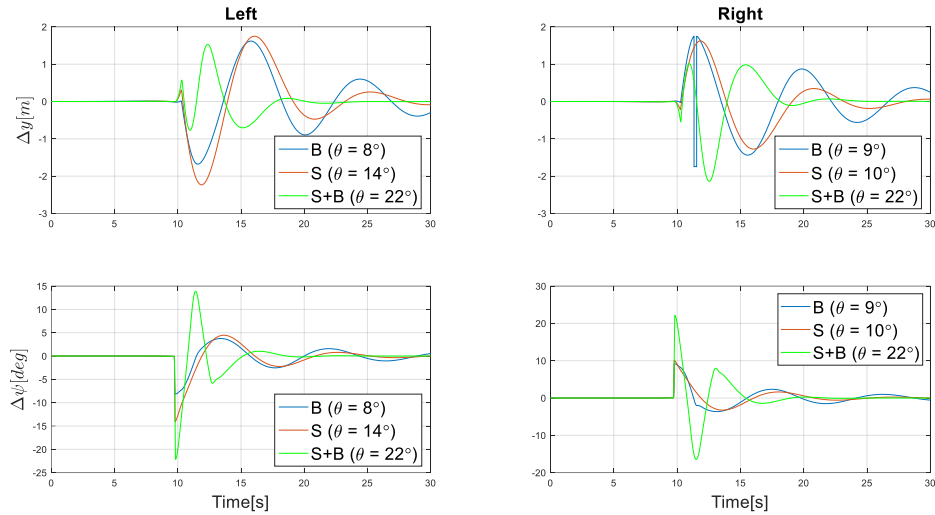 Left
Right
2
1
0
-1
-2
-3
Δy[m]
B (θ = 8°)
S (θ = 14°)
S+B (θ = 22°)
0 5 10 15 20 25 30
2
1
0
-1
-2
-3
B (θ = 9°)
S (θ = 10°)
S+B (θ = 22°)
0 5 10 15 20 25 30
15
10
5
0
-5
-10
-15
-20
-25
Δψ[deg]
B (θ = 8°)
S (θ = 14°)
S+B (θ = 22°)
0 5 10 15 20 25 30
Time[s]
30
20
10
0
-10
-20
B (θ = 9°)
S (θ = 10°)
S+B (θ = 22°)
0 5 10 15 20 25 30
Time[s]